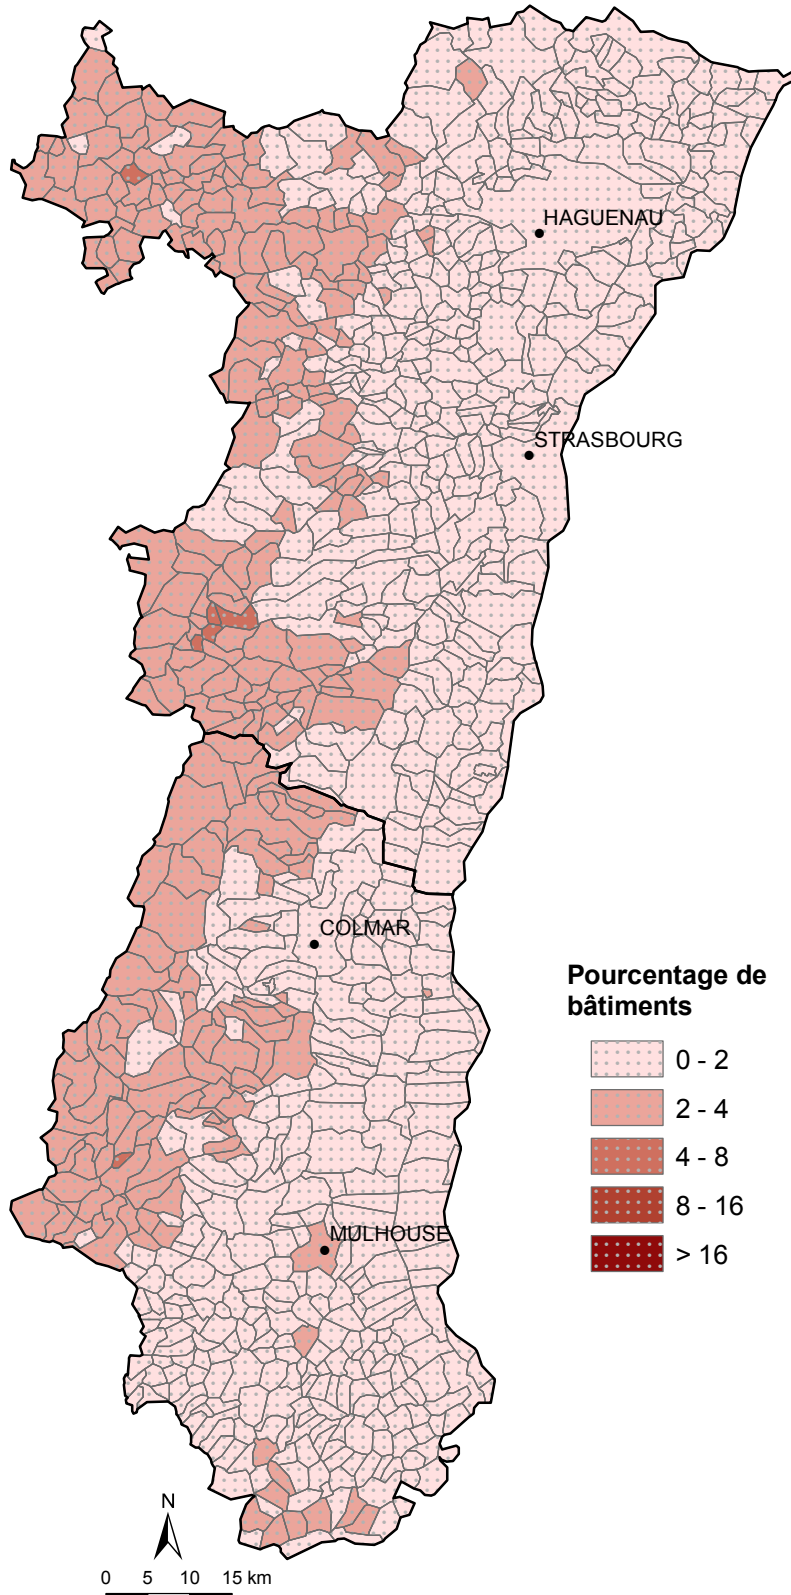 HAGUENAU
STRASBOURG
COLMAR
Pourcentage de
bâtiments
0 - 2
2 - 4
4 - 8
8 - 16
> 16
MULHOUSE
N
0 5 10 15 km